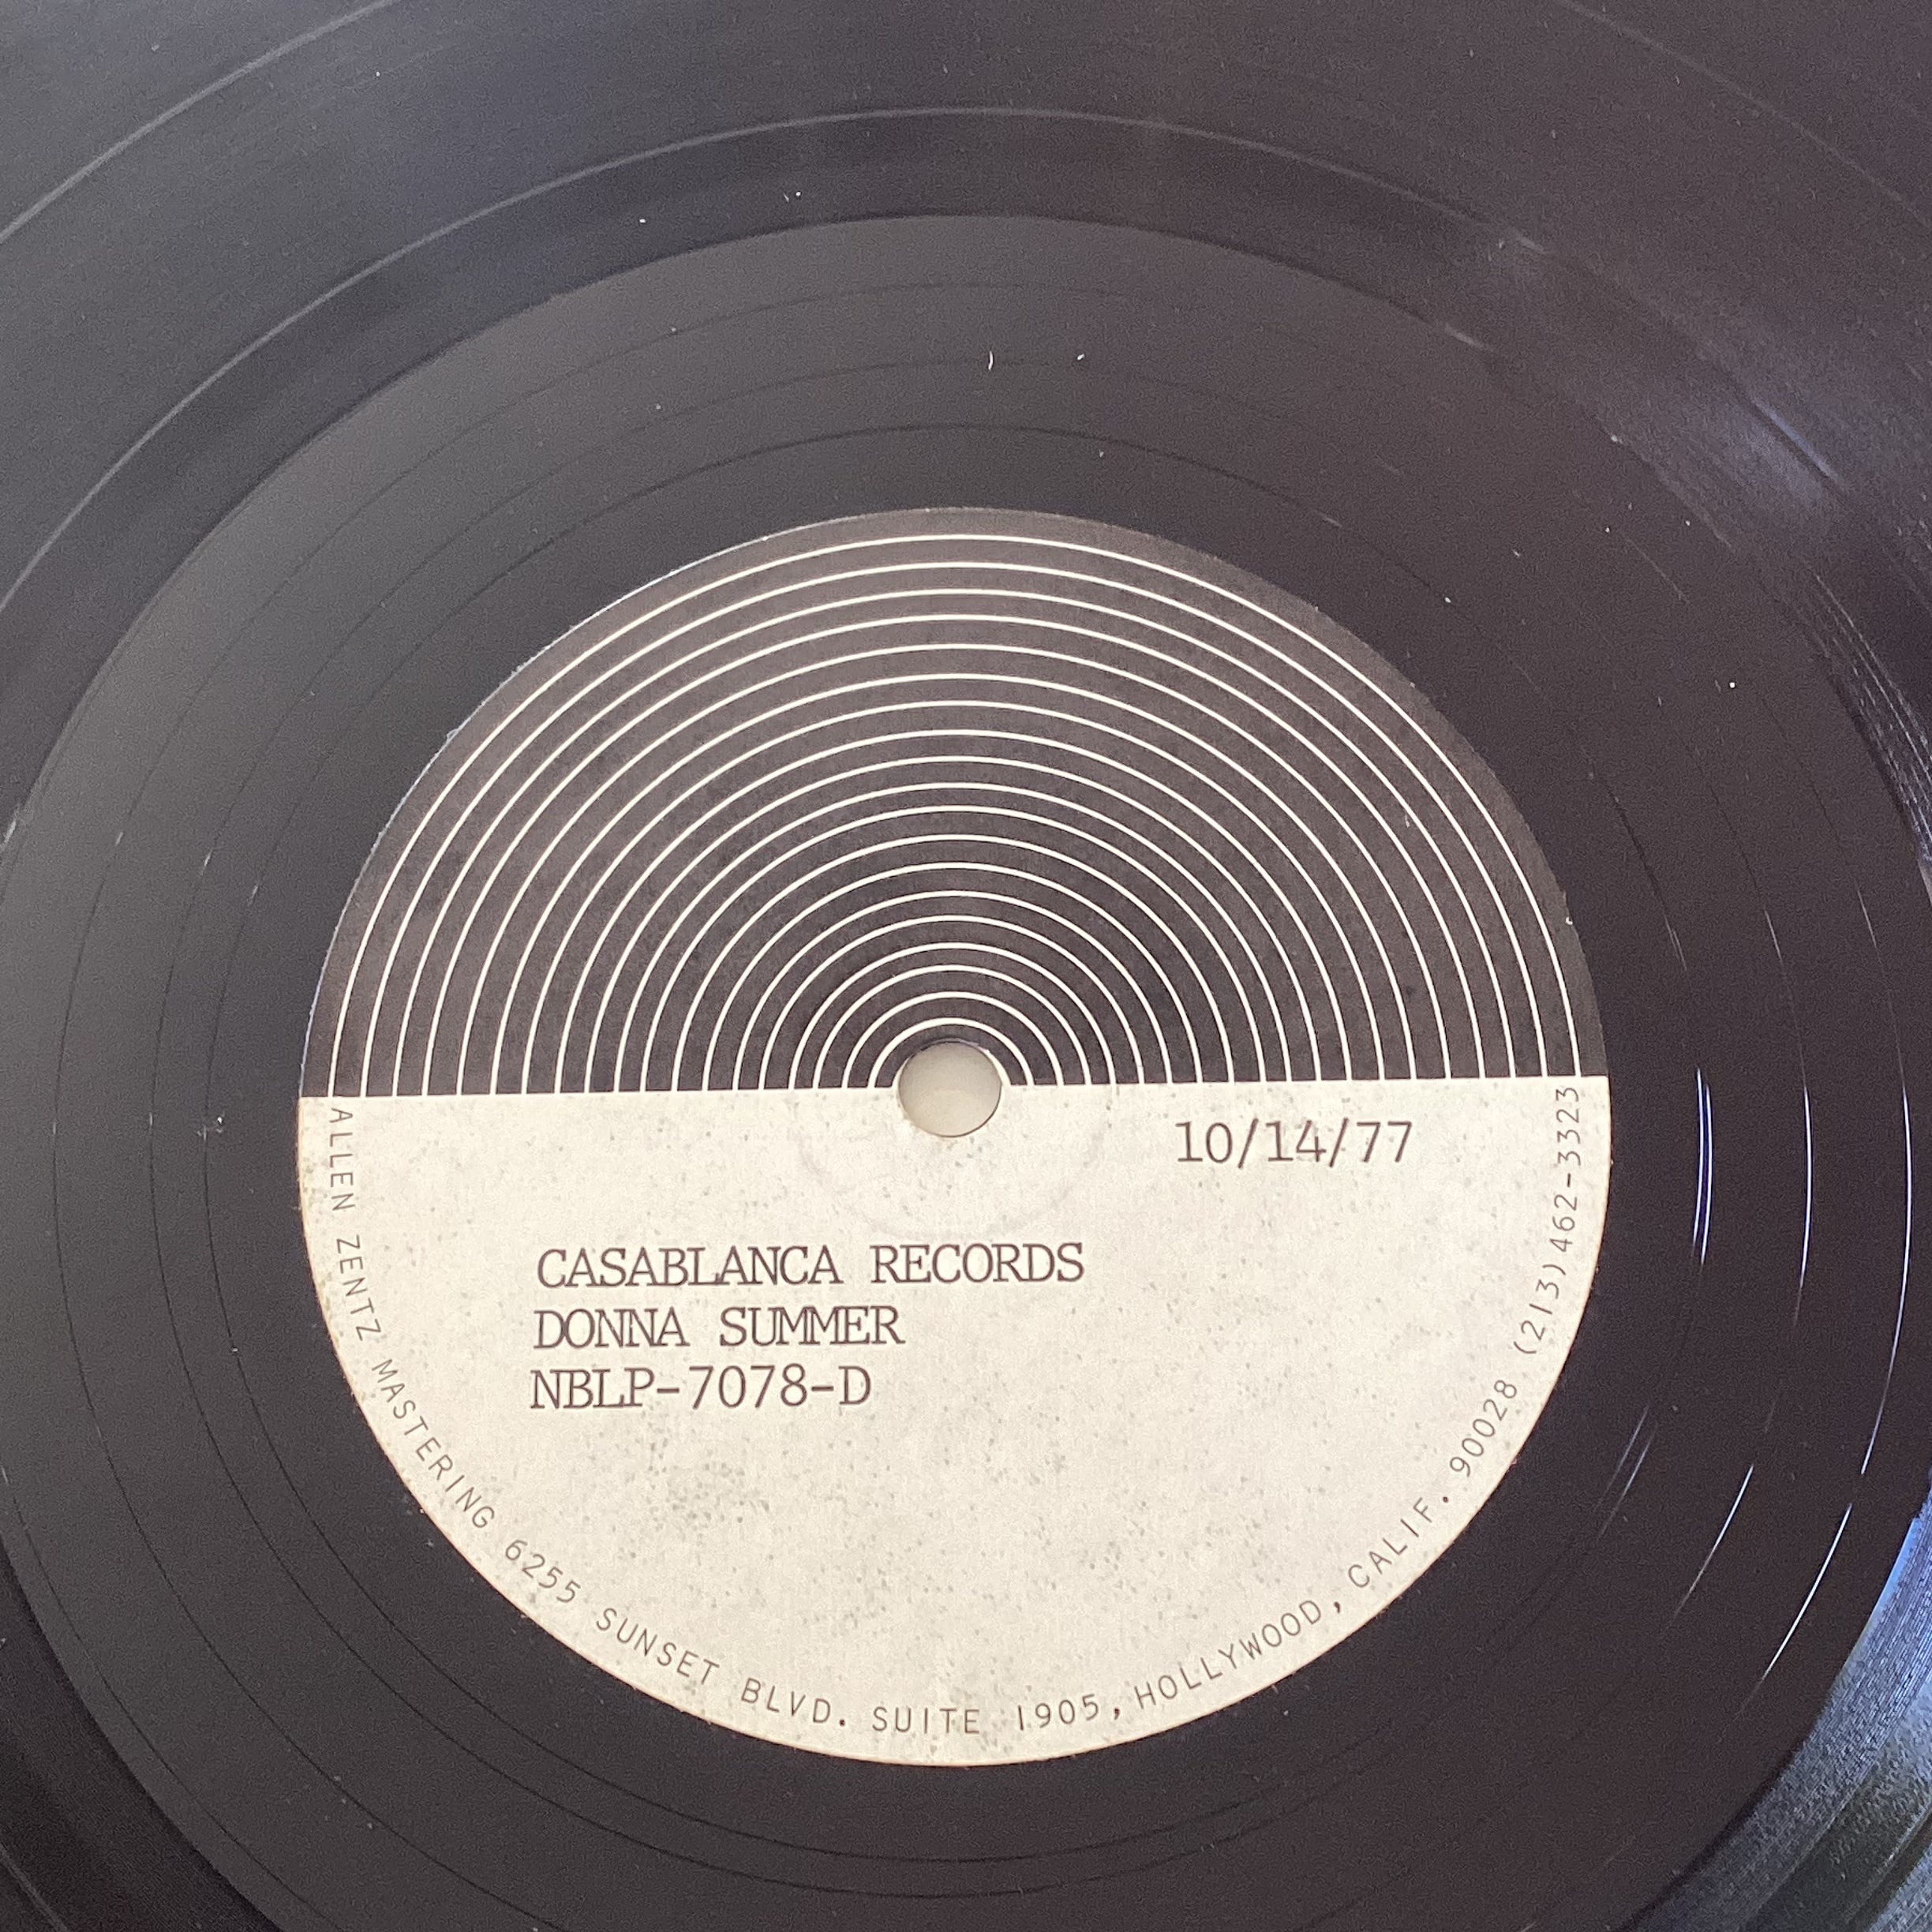 10/14/77
CASABLANCA RECORDS
DONNA SUMMER
NBLP-7078-D
ALLEN ZENTZ MASTERING 6255 SUNSET BLVD. SUITE 1905, HOLLYWOOD, CALIF. 90028 (213) 462-3323